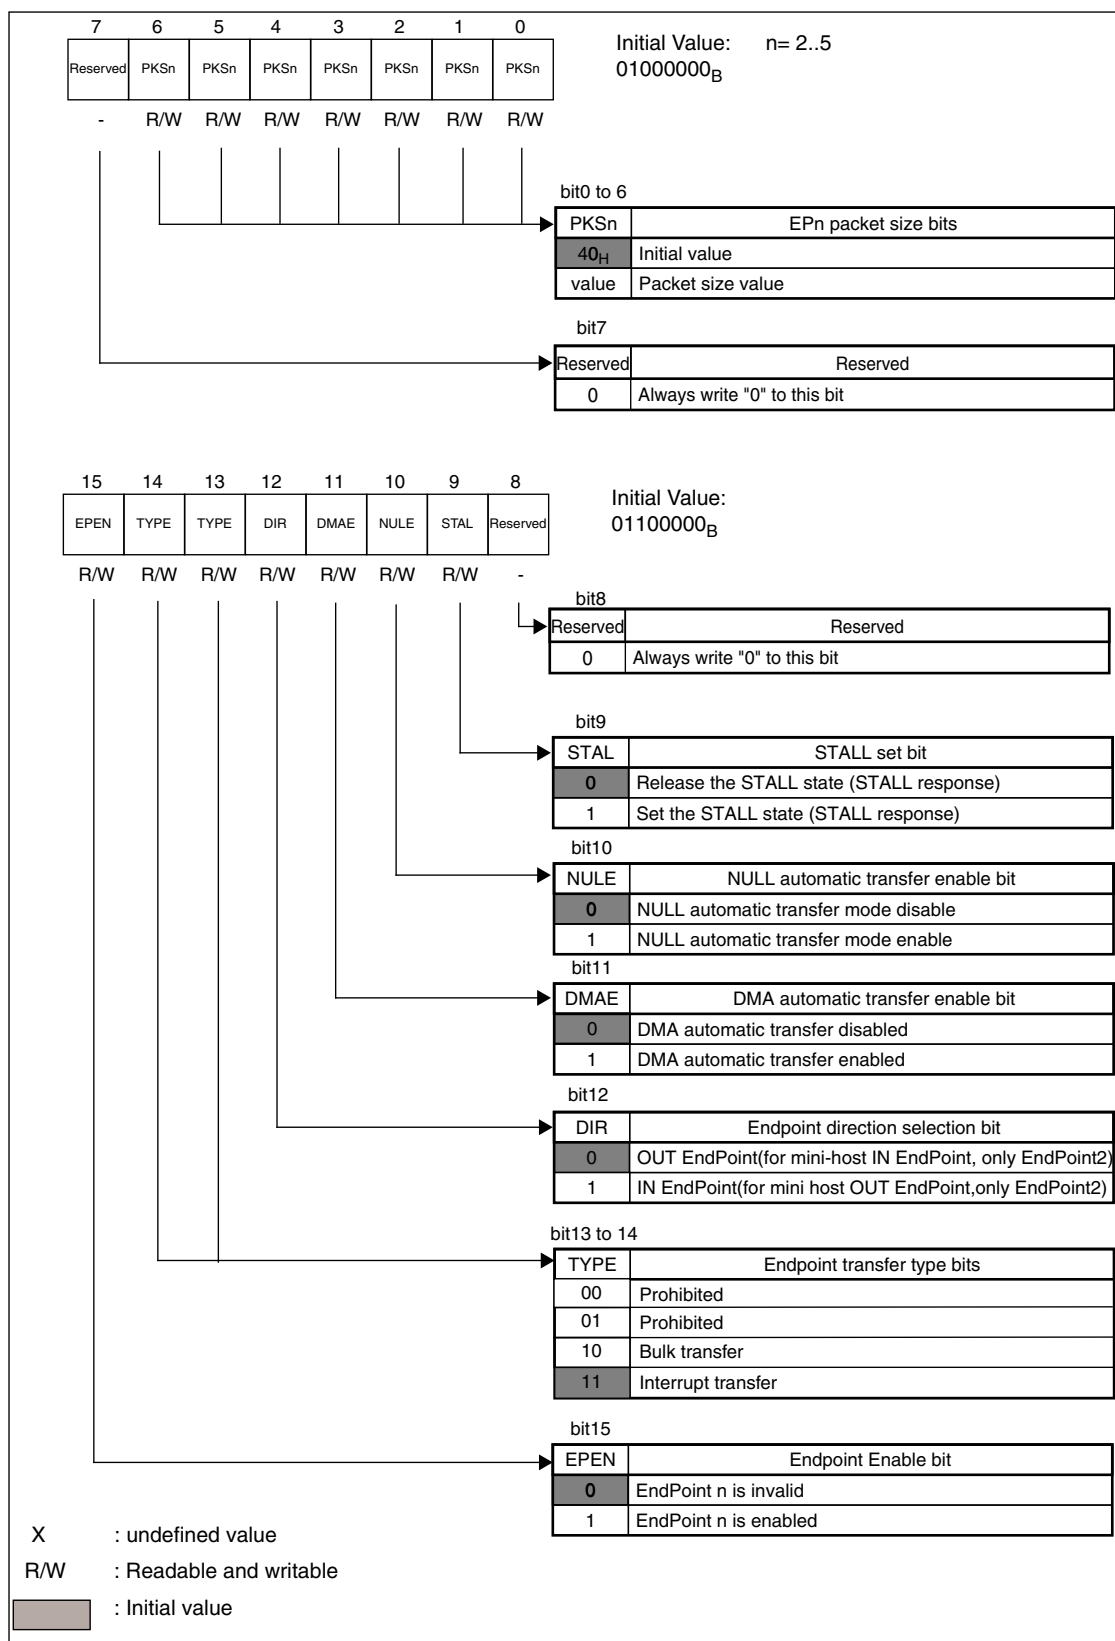 7 6 5 4 3 2 1 0
Initial Value: n= 2..5
Reserved PKSn PKSn PKSn PKSn PKSn PKSn PKSn
01000000B
- R/W R/W R/W R/W R/W R/W R/W
bit0 to 6
PKSn EPn packet size bits
40H Initial value
value Packet size value
bit7
Reserved Reserved
0 Always write "0" to this bit
15 14 13 12 11 10 9 8
Initial Value:
EPEN TYPE TYPE DIR DMAE NULE STAL Reserved
01100000B
R/W R/W R/W R/W R/W R/W R/W -
bit8
Reserved Reserved
0 Always write "0" to this bit
bit9
STAL STALL set bit
0 Release the STALL state (STALL response)
1 Set the STALL state (STALL response)
bit10
NULE NULL automatic transfer enable bit
0 NULL automatic transfer mode disable
1 NULL automatic transfer mode enable
bit11
DMAE DMA automatic transfer enable bit
0 DMA automatic transfer disabled
1 DMA automatic transfer enabled
bit12
DIR Endpoint direction selection bit
0 OUT EndPoint(for mini-host IN EndPoint, only EndPoint2)
1 IN EndPoint(for mini host OUT EndPoint,only EndPoint2)
bit13 to 14
TYPE Endpoint transfer type bits
00 Prohibited
01 Prohibited
10 Bulk transfer
11 Interrupt transfer
bit15
EPEN Endpoint Enable bit
0 EndPoint n is invalid
1 EndPoint n is enabled
X : undefined value
R/W : Readable and writable
: Initial value